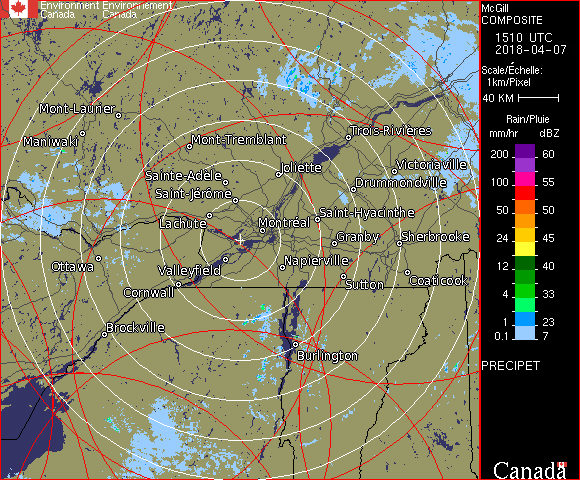 Environment Environnement
Canada Canada
McGill
COMPOSITE
1510 UTC
2018-04-07
Scale/Échelle:
1km/Pixel
40 KM
Rain/Pluie
mm/hr dBZ
200 60
100 55
50 50
24 45
12 40
4 33
1 23
0.1 7
PRECIPET
Canada
Mont-Laurier
Maniwaki
Mont-Tremblant
Trois-Rivières
Sainte-Adèle
Joliette
Victoriaville
Saint-Jérôme
Drummondville
Lachute
Montréal
Saint-Hyacinthe
Granby
Sherbrooke
Ottawa
Valleyfield
Napierville
Cornwall
Sutton
Coaticook
Brockville
Burlington